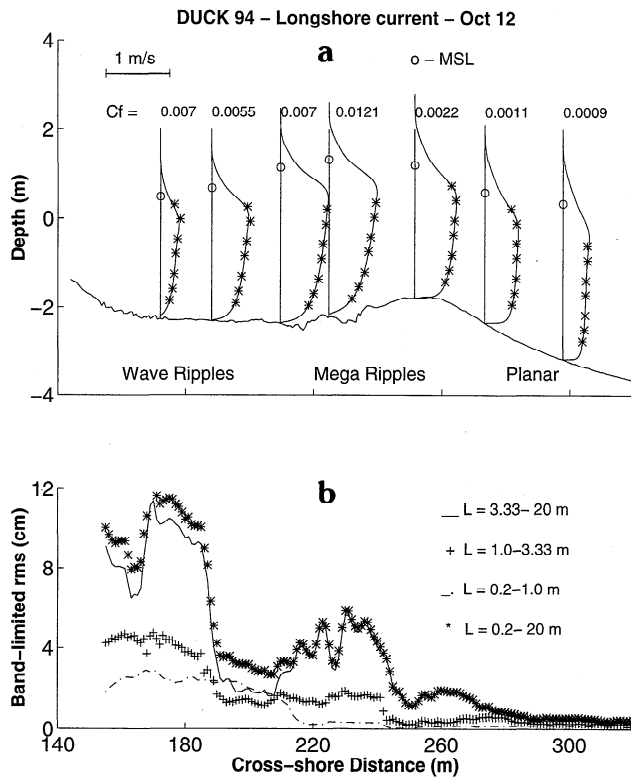 DUCK 94 – Longshore current – Oct 12
4
a
1 m/s
o – MSL
Cf = 0.007 0.0055 0.007 0.0121 0.0022 0.0011 0.0009
2
0
−2
−4
Depth (m)
Wave Ripples Mega Ripples Planar
12
b
8
4
0
Band–limited rms (cm)
__ L = 3.33– 20 m
+ L = 1.0–3.33 m
_. L = 0.2–1.0 m
* L = 0.2– 20 m
140 180 220 260 300
Cross–shore Distance (m)